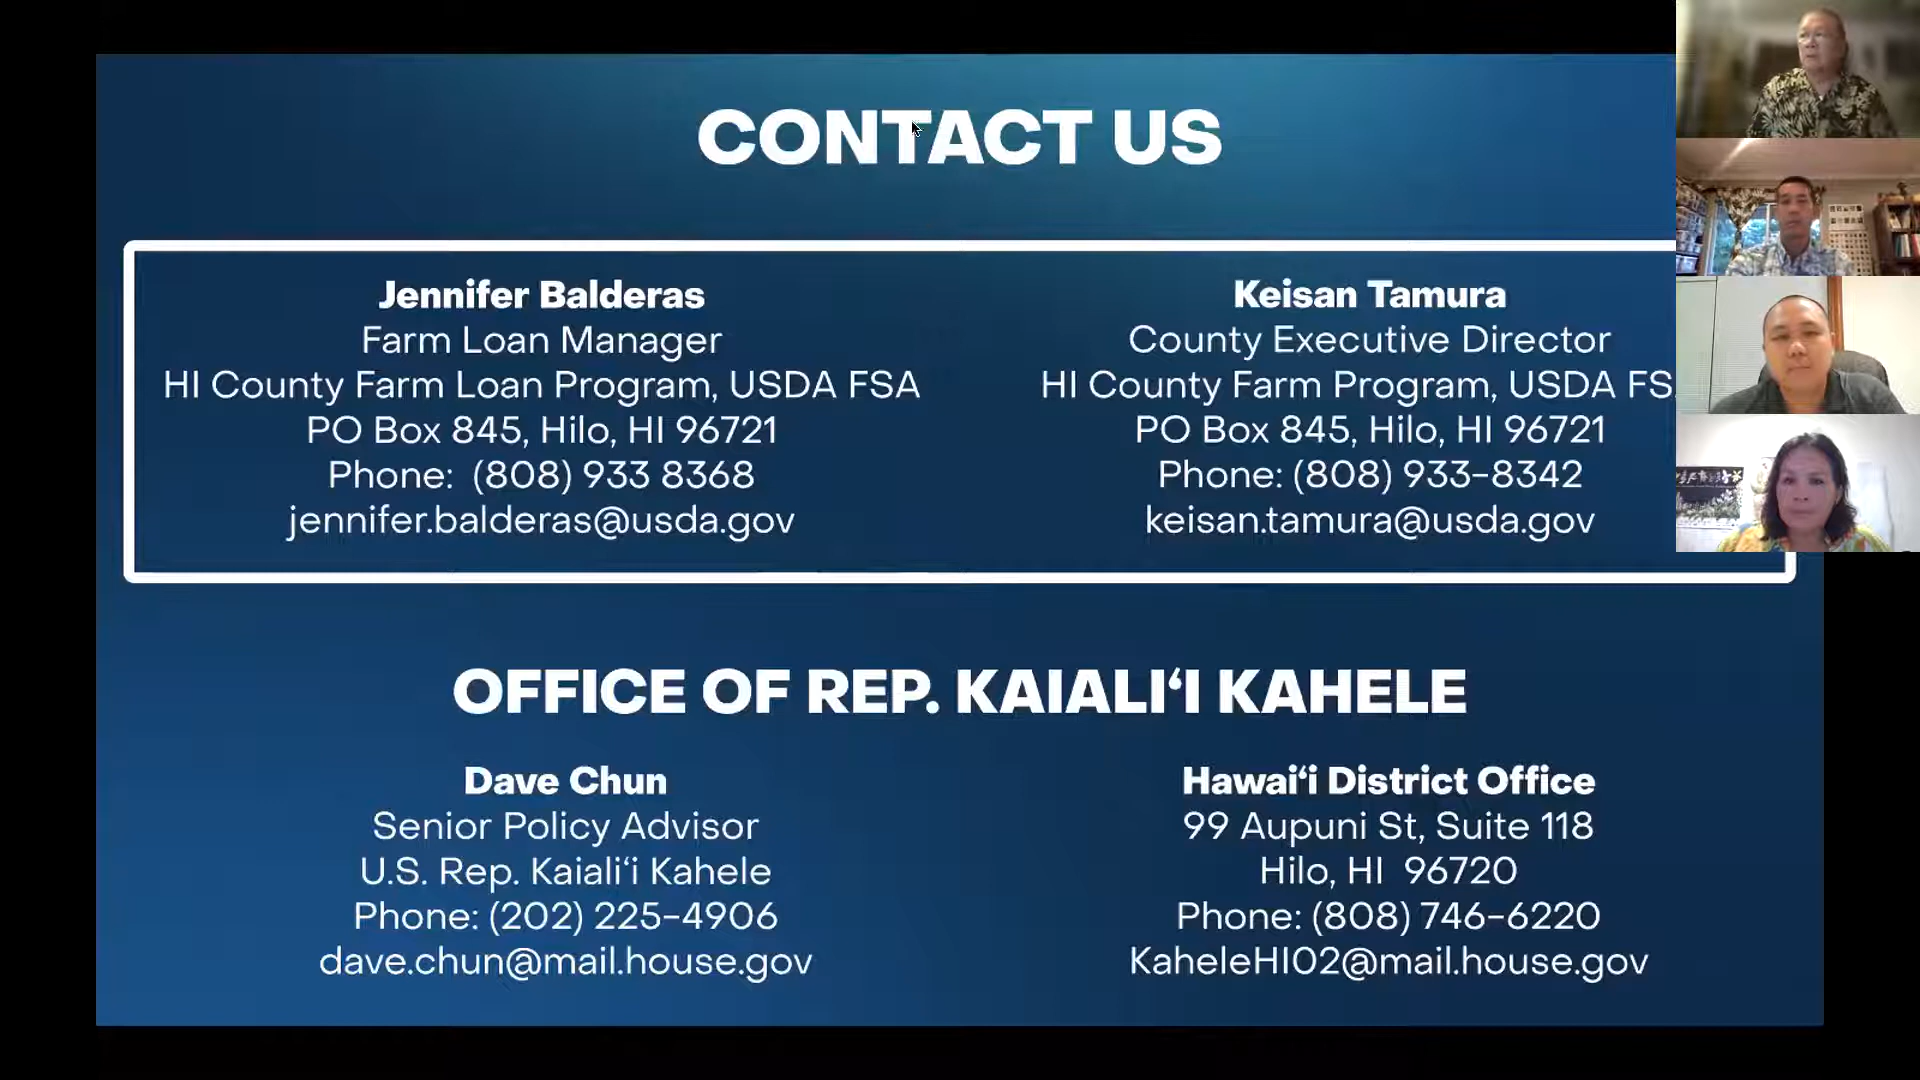 CONTACT US
Jennifer Balderas
Farm Loan Manager
HI County Farm Loan Program, USDA FSA
PO Box 845, Hilo, HI 96721
Phone:  (808) 933 8368
jennifer.balderas@usda.gov
Keisan Tamura
County Executive Director
HI County Farm Program, USDA FS
PO Box 845, Hilo, HI 96721
Phone: (808) 933-8342
keisan.tamura@usda.gov
OFFICE OF REP. KAIALIʻI KAHELE
Dave Chun
Senior Policy Advisor
U.S. Rep. Kaialiʻi Kahele
Phone: (202) 225-4906
dave.chun@mail.house.gov
Hawaiʻi District Office
99 Aupuni St, Suite 118
Hilo, HI  96720
Phone: (808) 746-6220
KaheleHI02@mail.house.gov